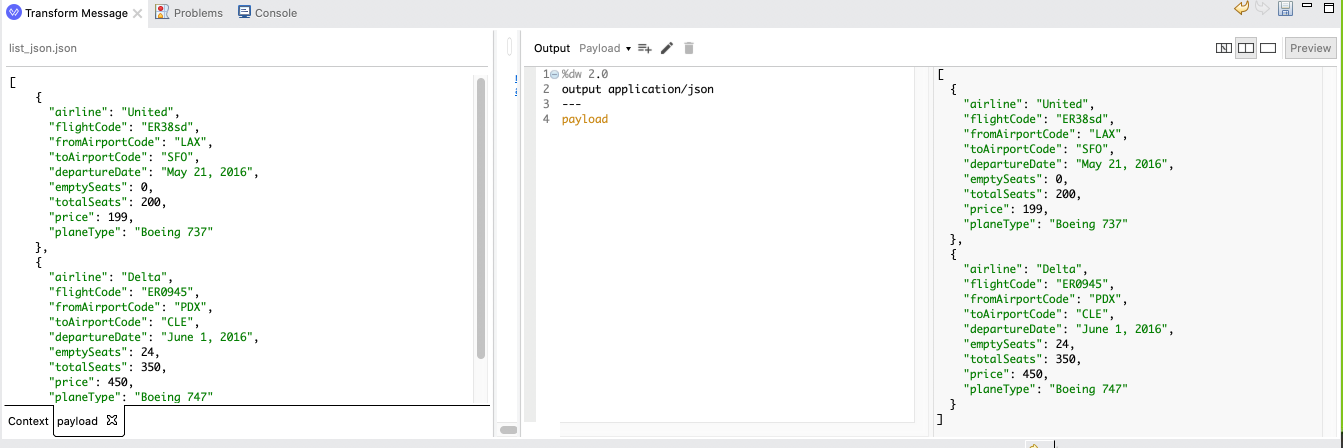 Transform Message
Problems
Console
list_json.json
[
{
"airline": "United",
"flightCode": "ER38sd",
"fromAirportCode": "LAX",
"toAirportCode": "SFO",
"departureDate": "May 21, 2016",
"emptySeats": 0,
"totalSeats": 200,
"price": 199,
"planeType": "Boeing 737"
},
{
"airline": "Delta",
"flightCode": "ER0945",
"fromAirportCode": "PDX",
"toAirportCode": "CLE",
"departureDate": "June 1, 2016",
"emptySeats": 24,
"totalSeats": 350,
"price": 450,
"planeType": "Boeing 747"
Context payload
Output Payload
Preview
1 %dw 2.0
2 output application/json
3 ---
4 payload
[
{
"airline": "United",
"flightCode": "ER38sd",
"fromAirportCode": "LAX",
"toAirportCode": "SFO",
"departureDate": "May 21, 2016",
"emptySeats": 0,
"totalSeats": 200,
"price": 199,
"planeType": "Boeing 737"
},
{
"airline": "Delta",
"flightCode": "ER0945",
"fromAirportCode": "PDX",
"toAirportCode": "CLE",
"departureDate": "June 1, 2016",
"emptySeats": 24,
"totalSeats": 350,
"price": 450,
"planeType": "Boeing 747"
}
]